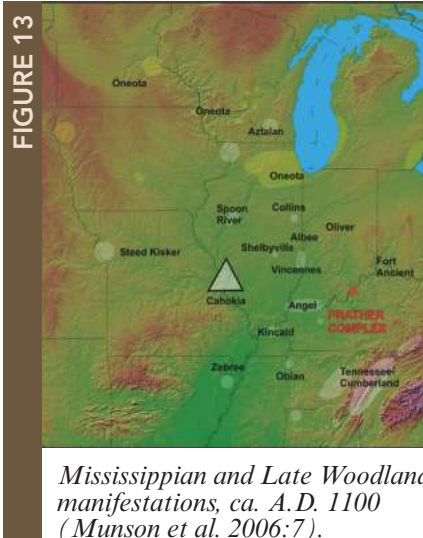 FIGURE 13
Oneota
Oneota
Aztalan
Oneota
Spoon
River
Collins
Albee
Oliver
Steed Kisker
Shelbyville
Vincennes
Fort
Ancient
Cahokia
Angel
PRATHER
COMPLEX
Kincaid
Zebree
Obian
Tennessee-
Cumberland
Mississippian and Late Woodland
manifestations, ca. A.D. 1100
(Munson et al. 2006:7).